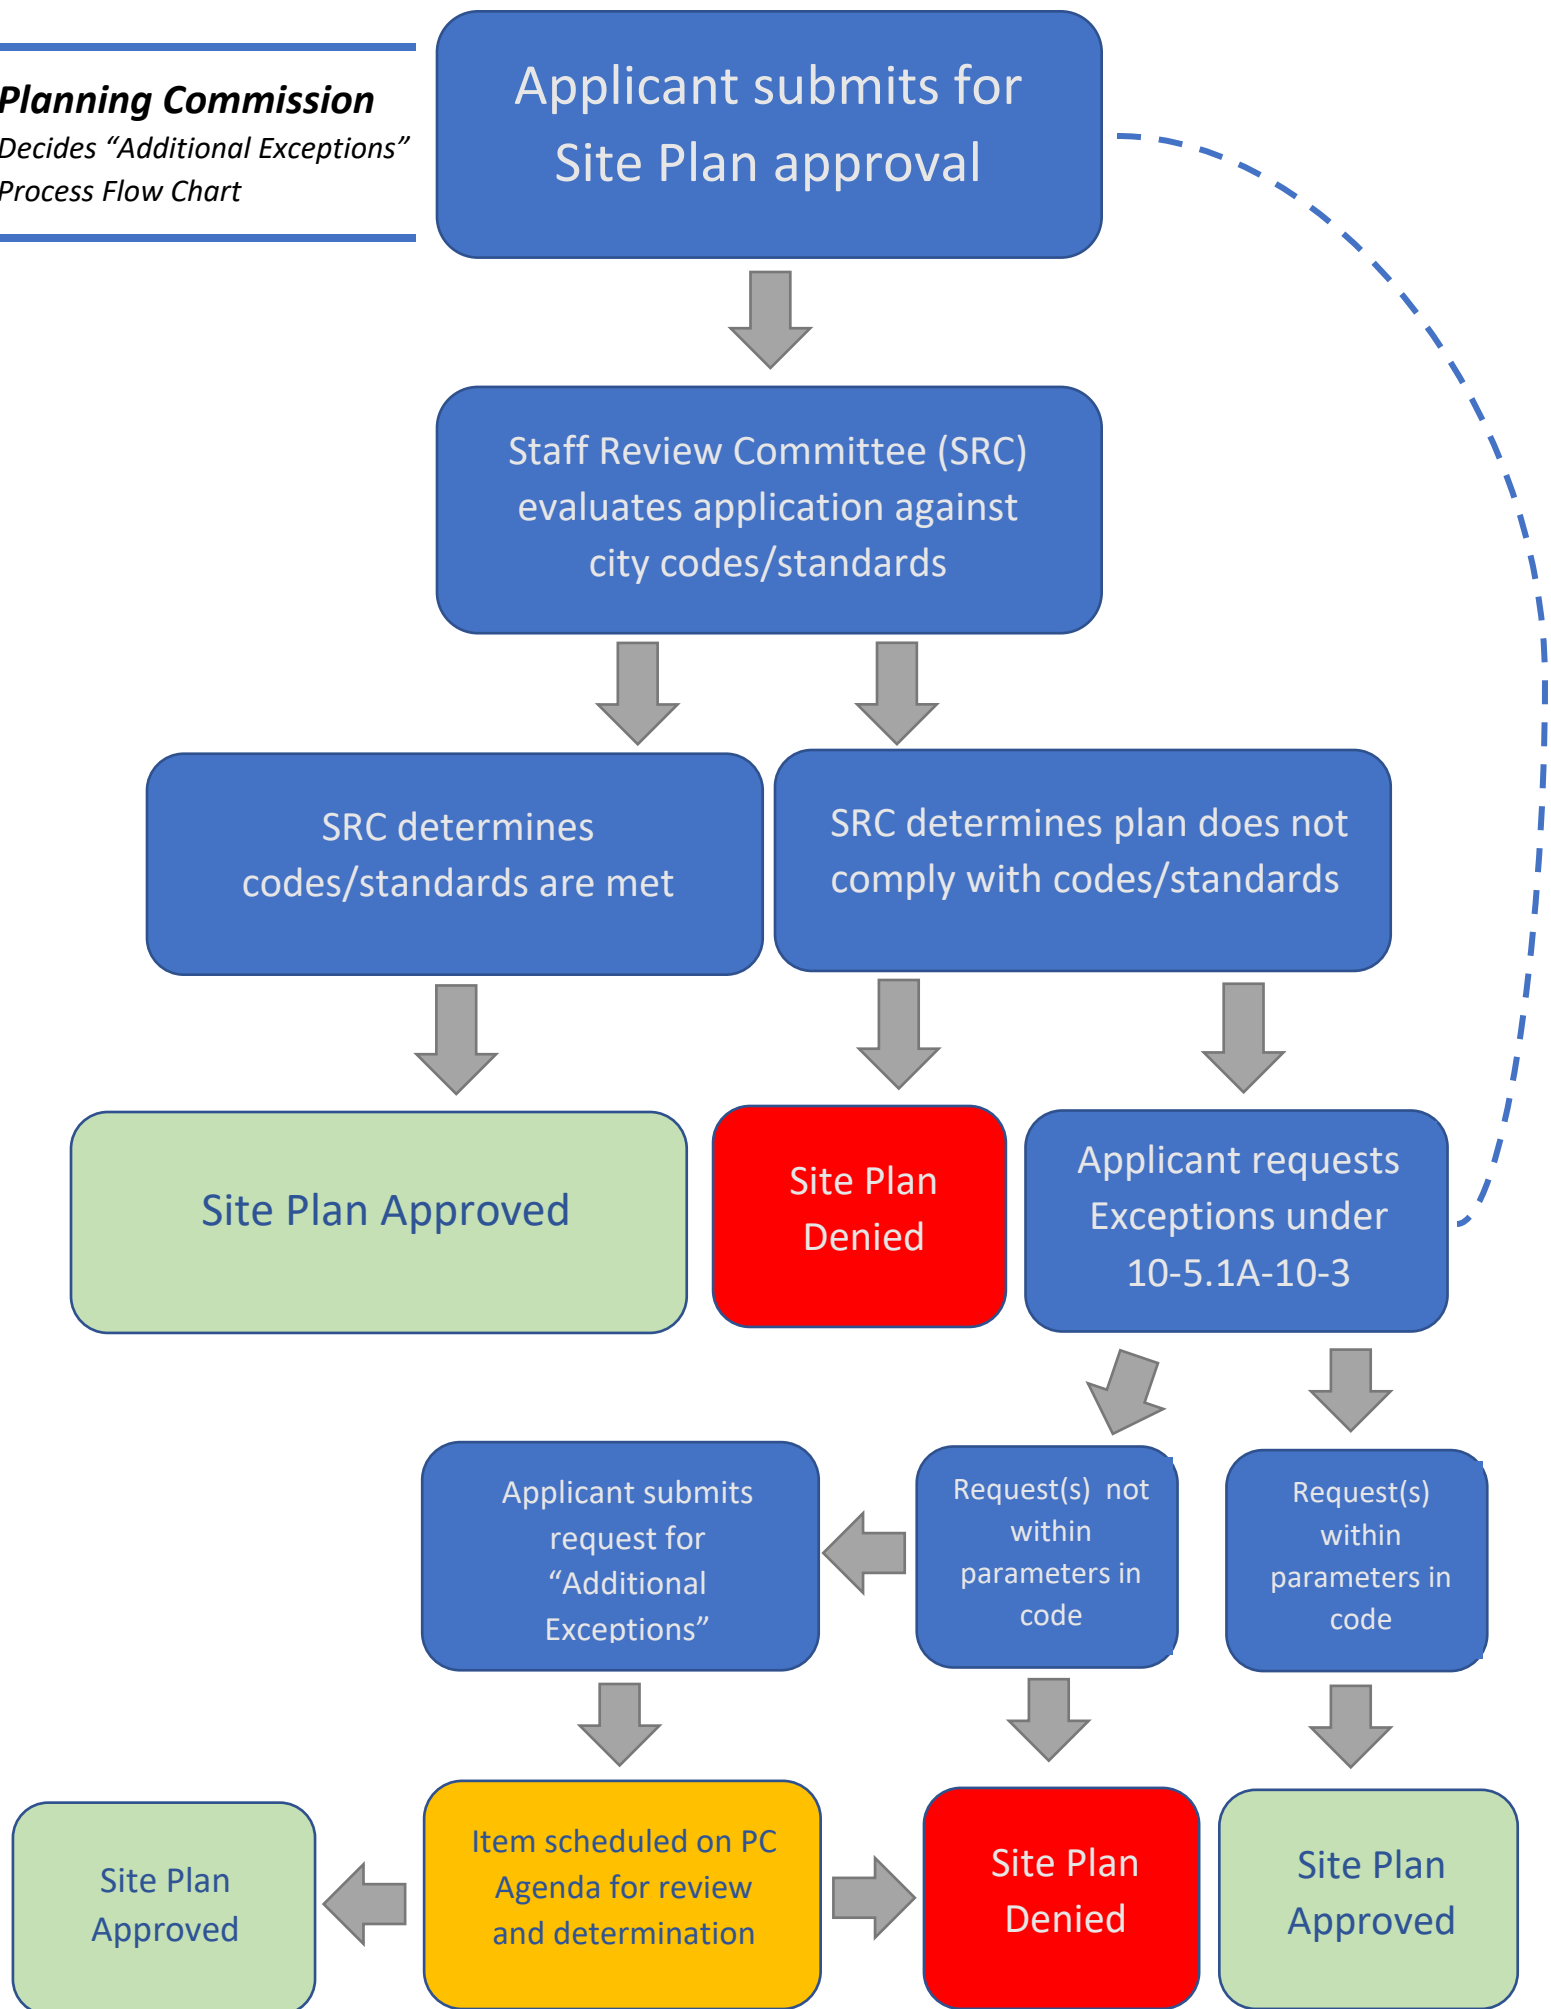 Planning Commission
Decides “Additional Exceptions”
Process Flow Chart
Applicant submits for
Site Plan approval
Staff Review Committee (SRC)
evaluates application against
city codes/standards
SRC determines
codes/standards are met
SRC determines plan does not
comply with codes/standards
Site Plan Approved
Site Plan
Denied
Applicant requests
Exceptions under
10-5.1A-10-3
Applicant submits
request for
“Additional
Exceptions”
Request(s) not
within
parameters in
code
Request(s)
within
parameters in
code
Site Plan
Approved
Item scheduled on PC
Agenda for review
and determination
Site Plan
Denied
Site Plan
Approved